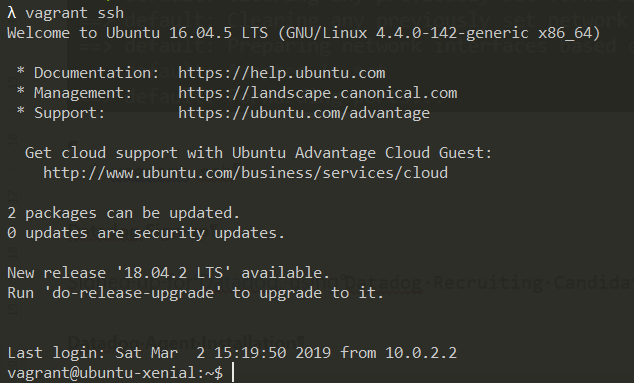 λ vagrant ssh
Welcome to Ubuntu 16.04.5 LTS (GNU/Linux 4.4.0-142-generic x86_64)
* Documentation:  https://help.ubuntu.com
* Management:     https://landscape.canonical.com
* Support:        https://ubuntu.com/advantage
Get cloud support with Ubuntu Advantage Cloud Guest:
http://www.ubuntu.com/business/services/cloud
2 packages can be updated.
0 updates are security updates.
New release '18.04.2 LTS' available.
Run 'do-release-upgrade' to upgrade to it.
Datadog-Recruiting-Candida
Last login: Sat Mar  2 15:19:50 2019 from 10.0.2.2
vagrant@ubuntu-xenial:~$